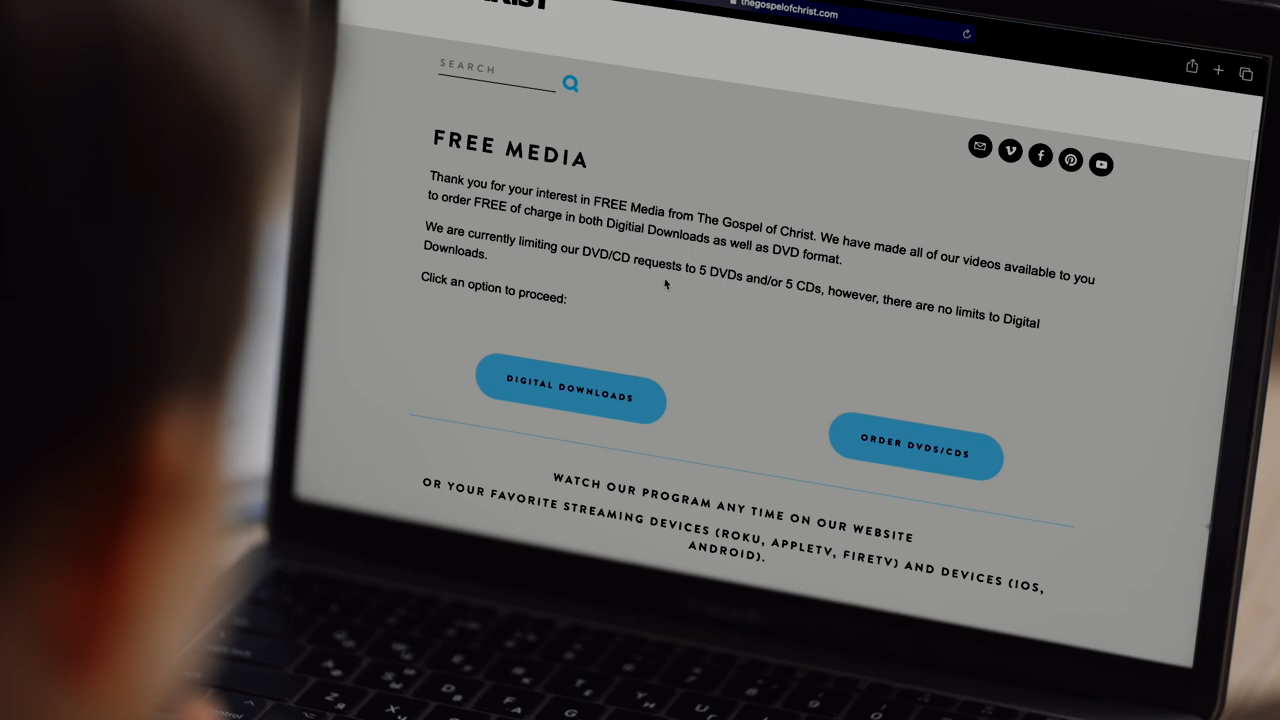 thegospelofchrist.com
SEARCH
FREE MEDIA
Thank you for your interest in FREE Media from The Gospel of Christ. We have made all of our videos available to you
to order FREE of charge in both Digitial Downloads as well as DVD format.
We are currently limiting our DVD/CD requests to 5 DVDs and/or 5 CDs, however, there are no limits to Digital
Downloads.
Click an option to proceed:
DIGITAL DOWNLOADS
ORDER DVDS/CDS
WATCH OUR PROGRAM ANY TIME ON OUR WEBSITE
OR YOUR FAVORITE STREAMING DEVICES (ROKU, APPLETV, FIRETV) AND DEVICES (IOS,
ANDROID).